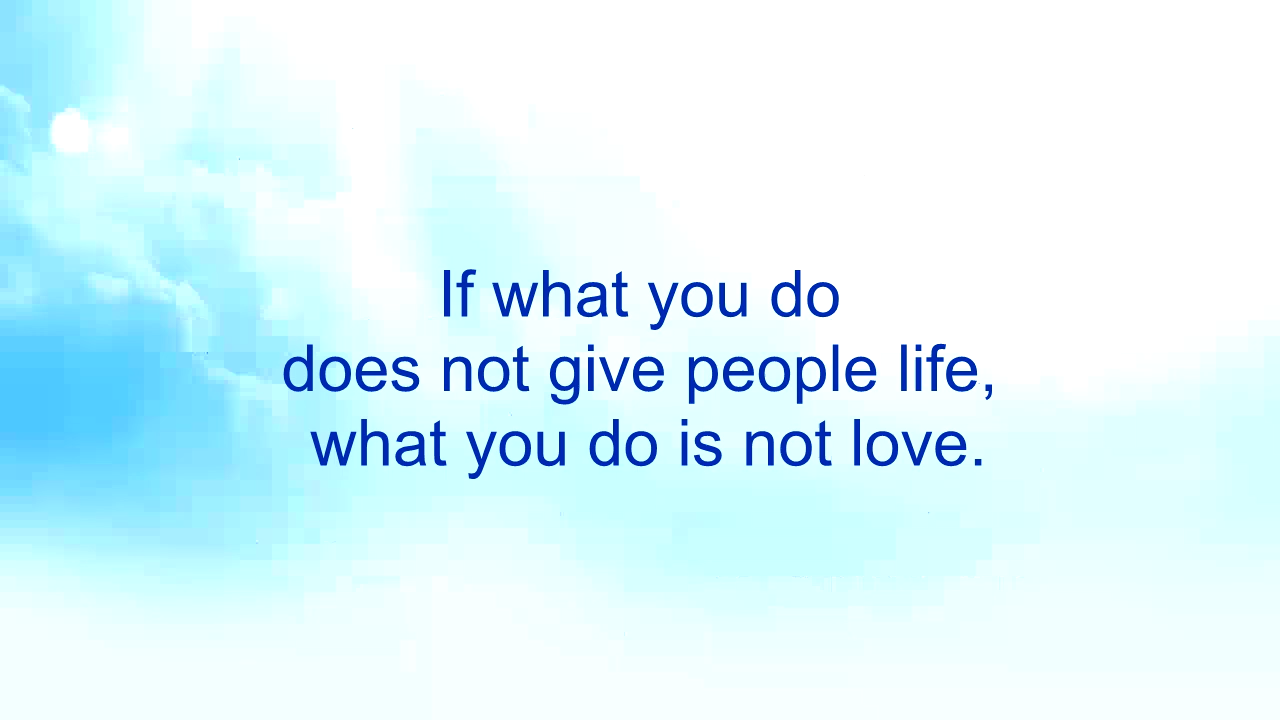 If what you do
does not give people life,
what you do is not love.